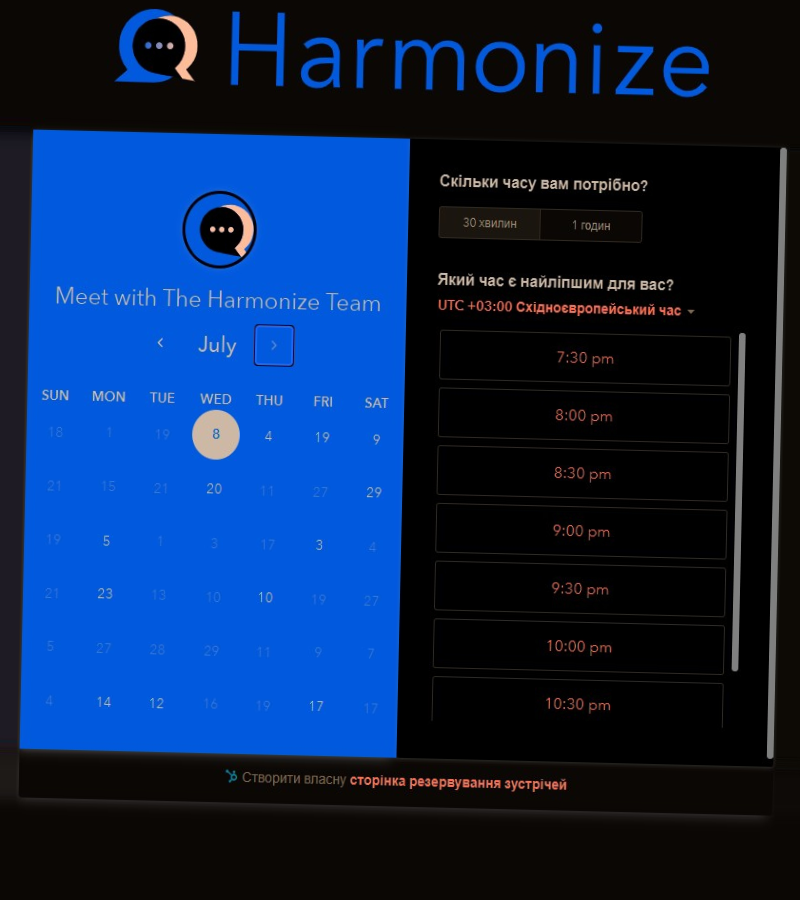 Harmonize
Meet with The Harmonize Team
July
SUN MON TUE WED THU FRI SAT
18 1 19 8 4 19 9
21 15 21 20 11 27 29
19 5 1 3 17 3 4
21 23 13 10 10 19 27
5 27 28 29 11 9 7
4 14 12 16 19 17 17
Скільки часу вам потрібно?
30 хвилин 1 годин
Який час є найліпшим для вас?
UTC +03:00 Східноєвропейський час
7:30 pm
8:00 pm
8:30 pm
9:00 pm
9:30 pm
10:00 pm
10:30 pm
Створити власну сторінка резервування зустрічей